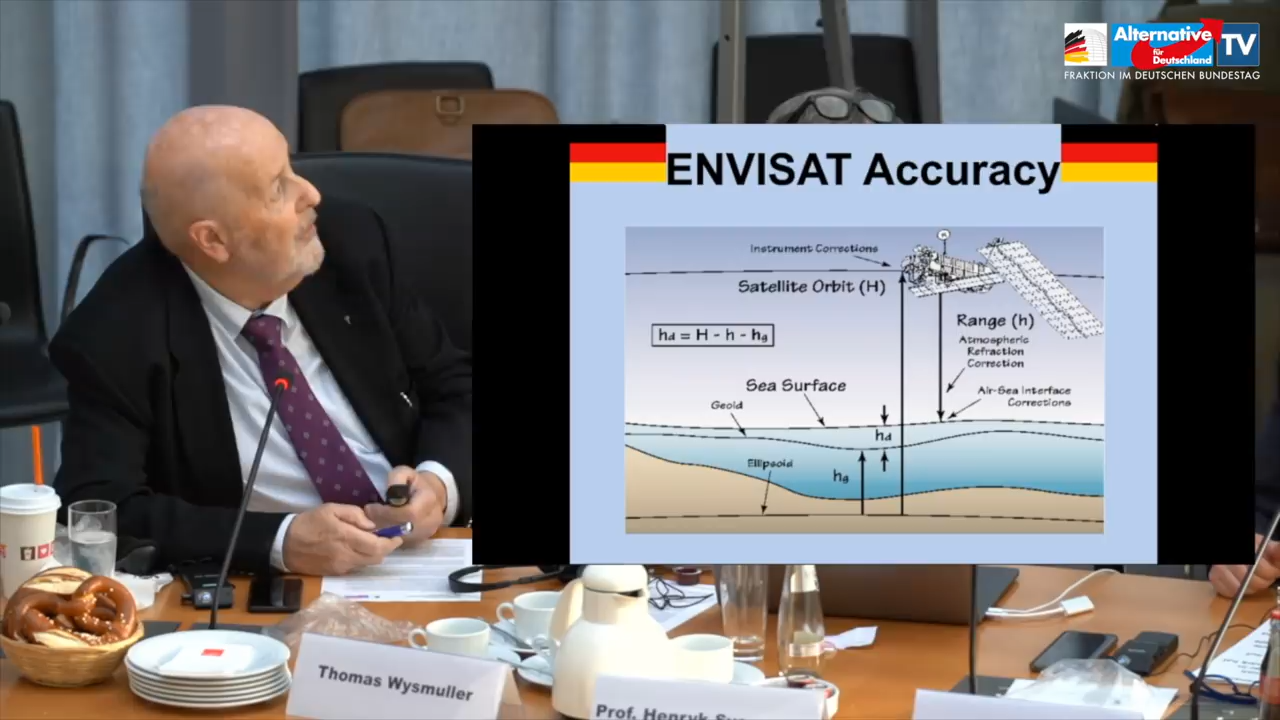 Alternative
für
Deutschland
TV
FRAKTION IM DEUTSCHEN BUNDESTAG
ENVISAT Accuracy
Instrument Corrections
Satellite Orbit (H)
hd = H - h - hg
Range (h)
Atmospheric
Refraction
Correction
Sea Surface
Air-Sea Interface
Corrections
Geoid
hd
Ellipsoid
hg
Thomas Wysmuller
Prof. Henryk